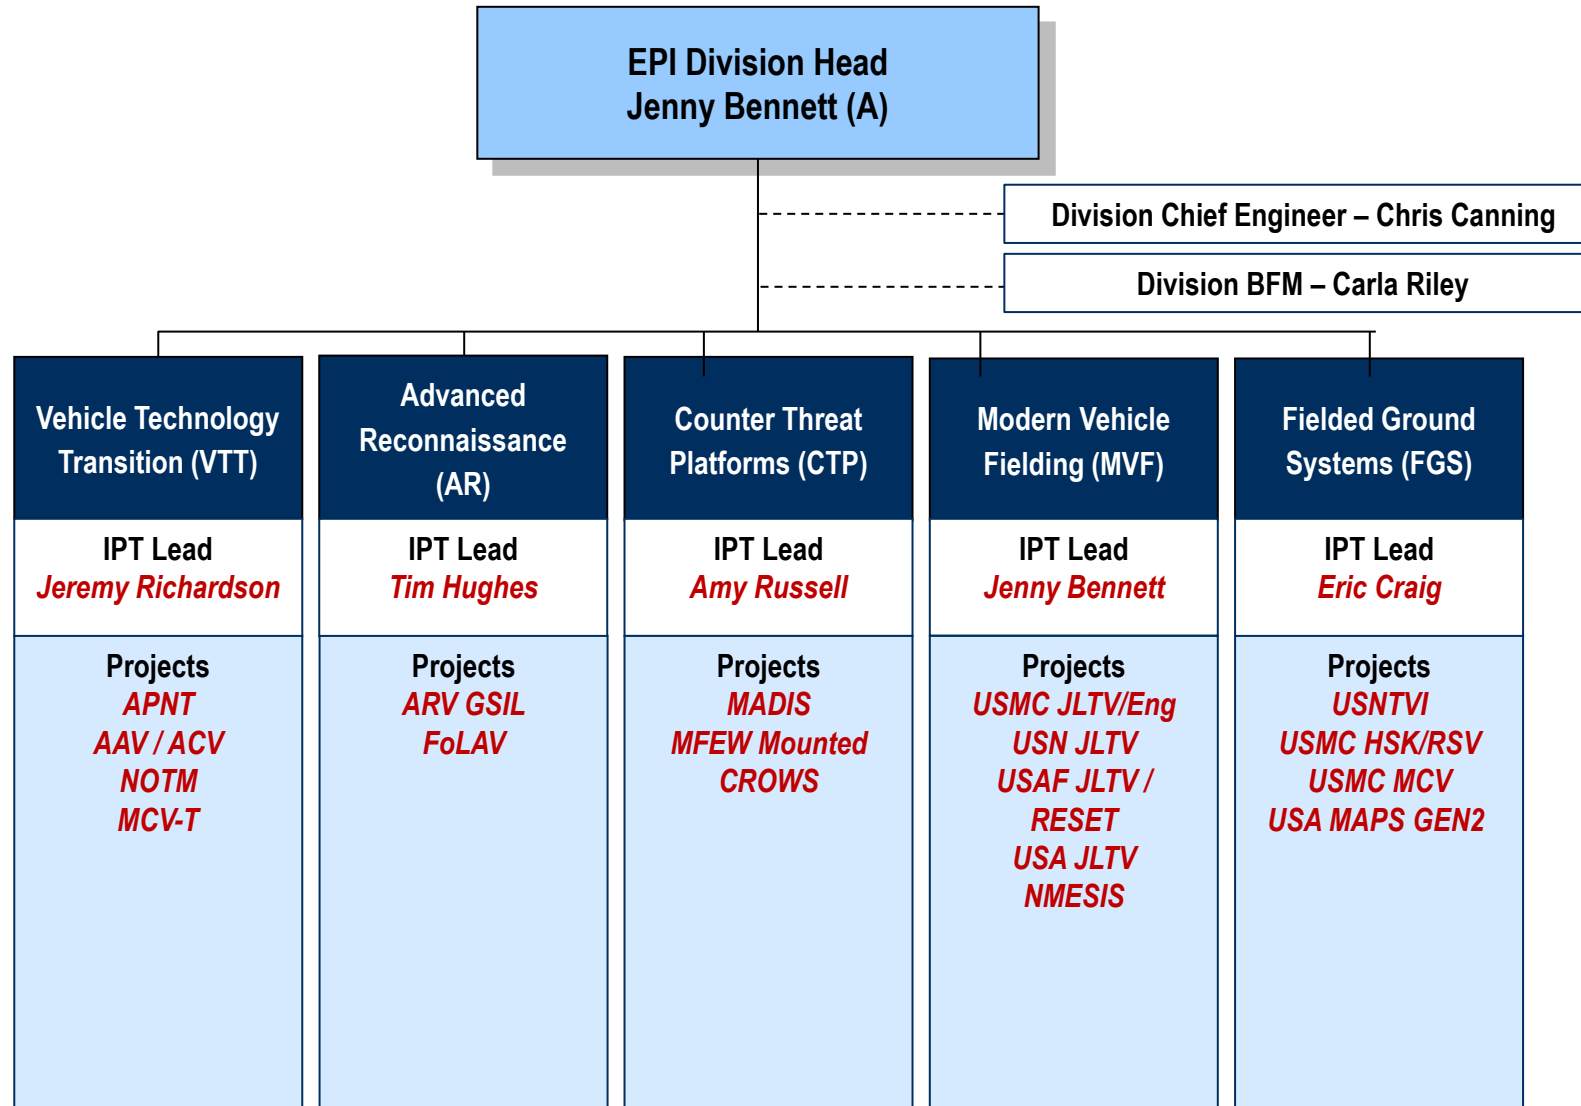 EPI Division Head
Jenny Bennett (A)
Division Chief Engineer – Chris Canning
Division BFM – Carla Riley
Vehicle Technology
Transition (VTT)
IPT Lead
Jeremy Richardson
Projects
APNT
AAV / ACV
NOTM
MCV-T
Advanced
Reconnaissance
(AR)
IPT Lead
Tim Hughes
Projects
ARV GSIL
FoLAV
Counter Threat
Platforms (CTP)
IPT Lead
Amy Russell
Projects
MADIS
MFEW Mounted
CROWS
Modern Vehicle
Fielding (MVF)
IPT Lead
Jenny Bennett
Projects
USMC JLTV/Eng
USN JLTV
USAF JLTV /
RESET
USA JLTV
NMESIS
Fielded Ground
Systems (FGS)
IPT Lead
Eric Craig
Projects
USNTVI
USMC HSK/RSV
USMC MCV
USA MAPS GEN2